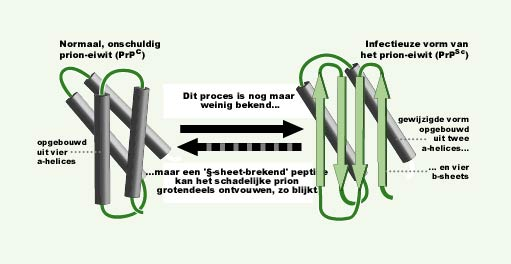 Normaal, onschuldig
prion-eiwit (PrPC)
Infectieuze vorm van
het prion-eiwit (PrPSc)
Dit proces is nog maar
weinig bekend...
opgebouwd
uit vier
a-helices
gewijzigde vorm
opgebouwd
uit twee
a-helices...
... en vier
b-sheets
...maar een '§-sheet-brekend' peptide
kan het schadelijke prion
grotendeels ontvouwen, zo blijkt